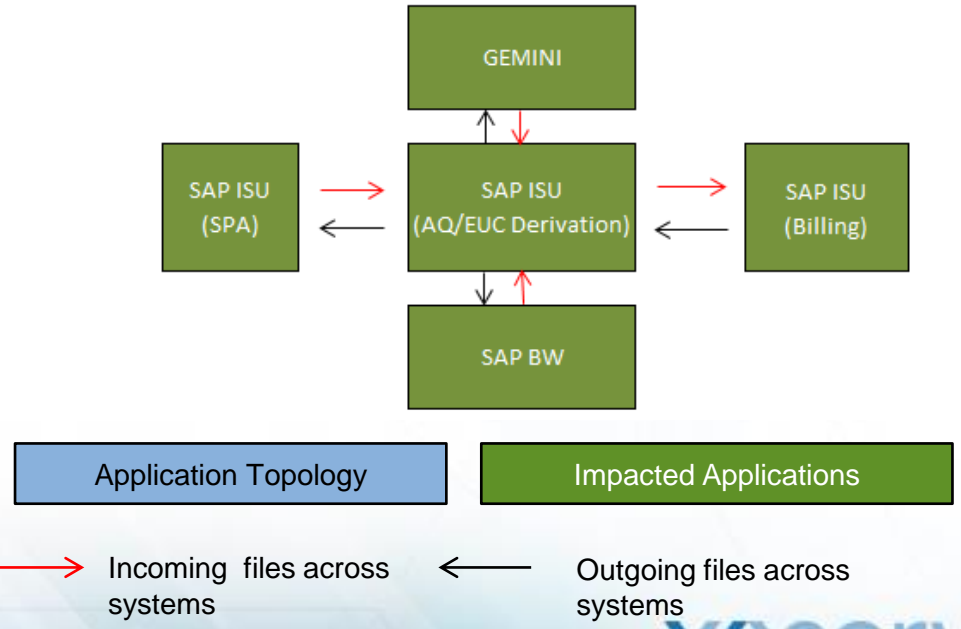 GEMINI
SAP ISU
(SPA)
SAP ISU
(AQ/EUC Derivation)
SAP ISU
(Billing)
SAP BW
Application Topology
Impacted Applications
Incoming files across
systems
Outgoing files across
systems